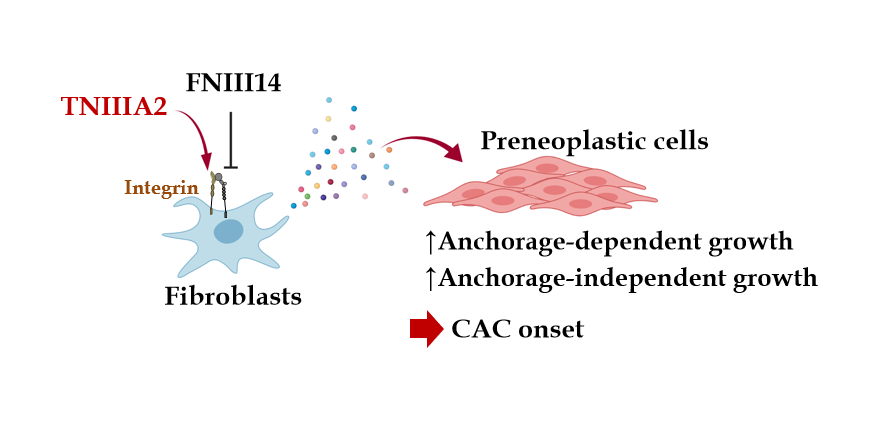 FNIII14
TNIIIA2
Integrin
Fibroblasts
Preneoplastic cells
↑Anchorage-dependent growth
↑Anchorage-independent growth
CAC onset